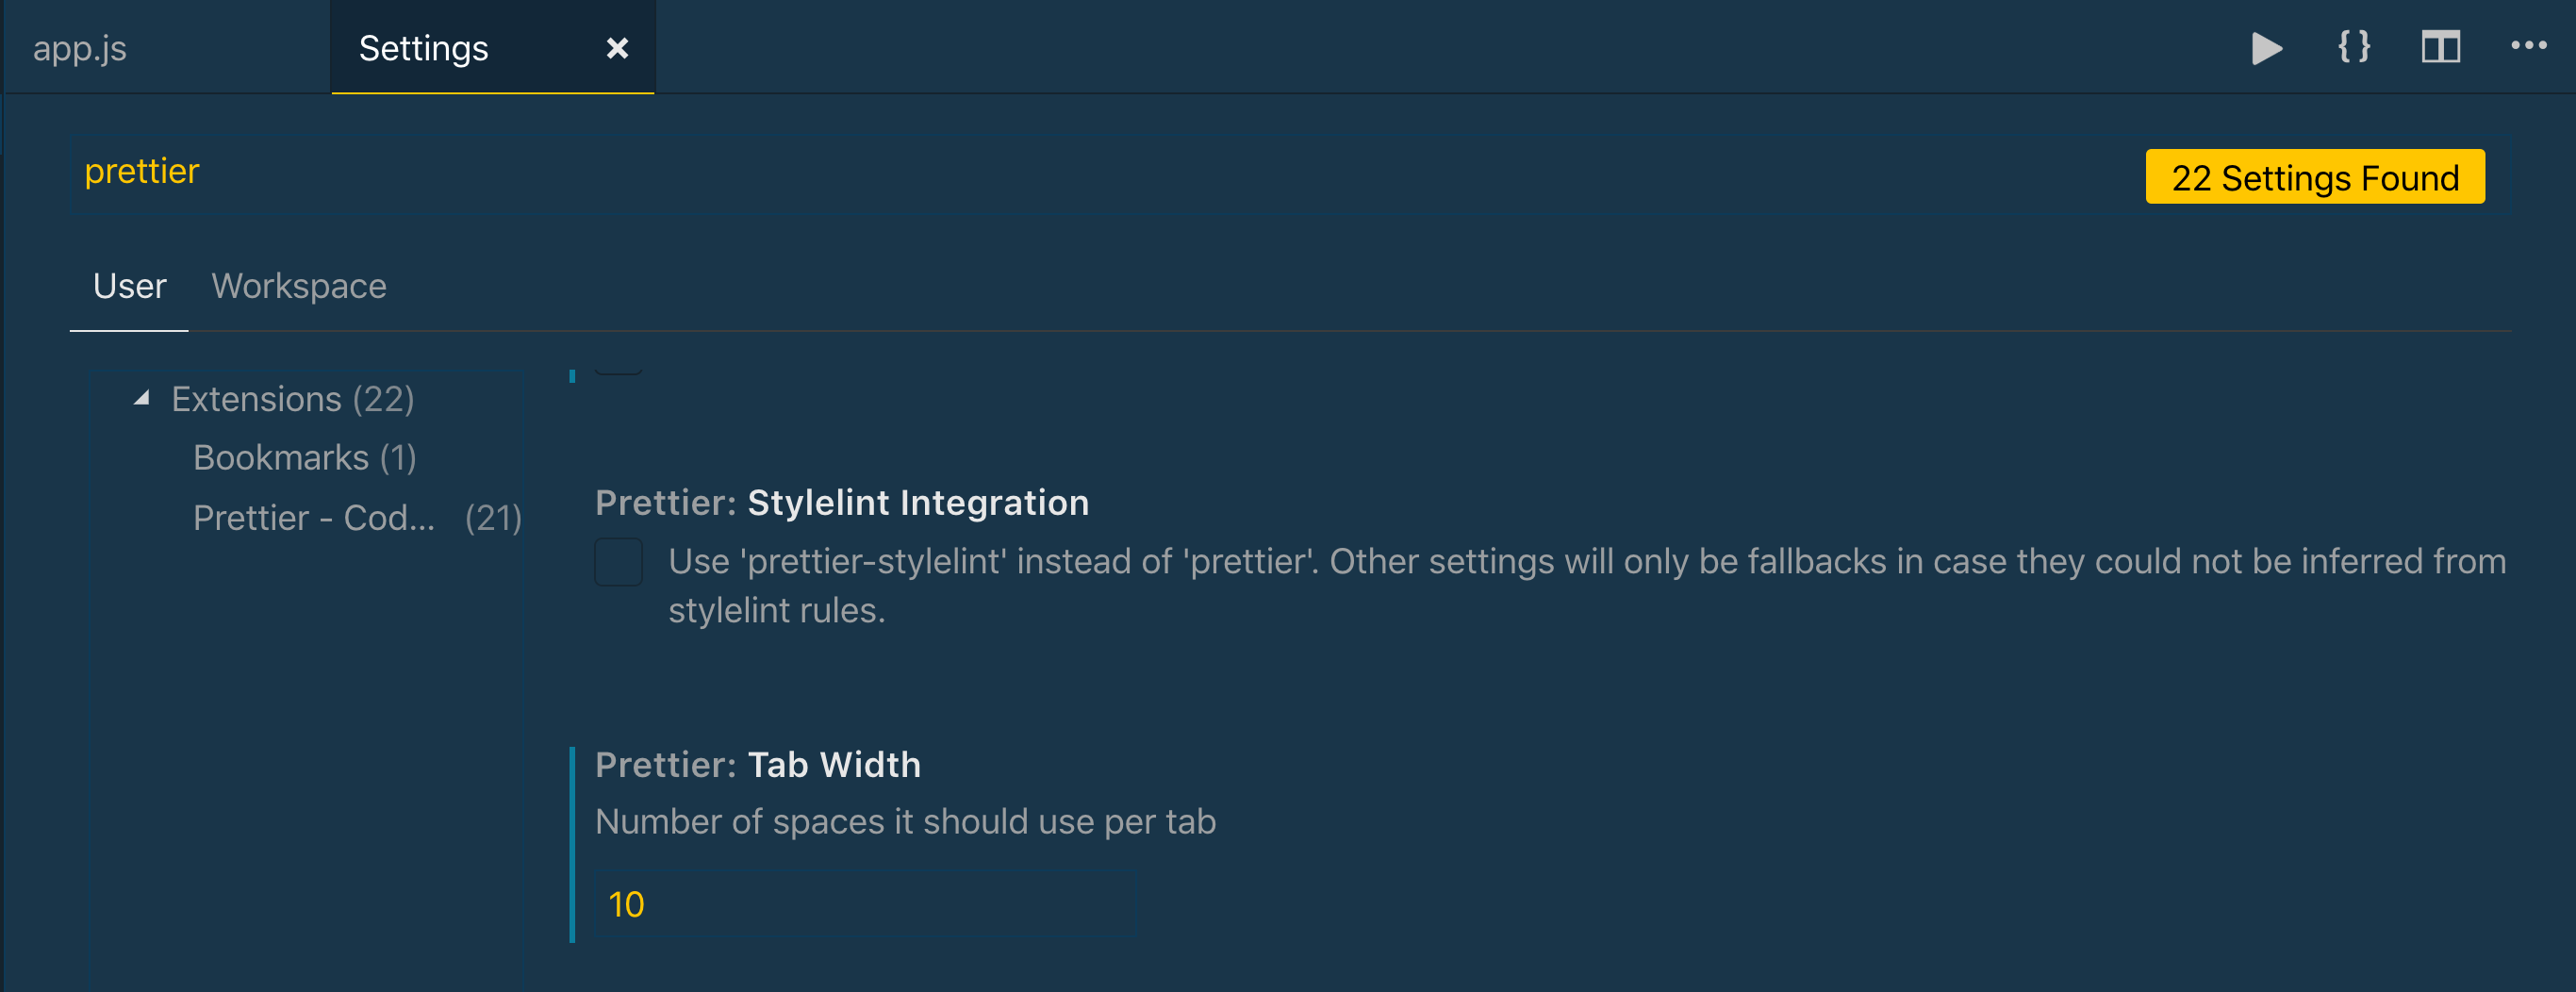 app.js
Settings
prettier
22 Settings Found
User
Workspace
Extensions (22)
Bookmarks (1)
Prettier - Cod... (21)
Prettier: Stylelint Integration
Use 'prettier-stylelint' instead of 'prettier'. Other settings will only be fallbacks in case they could not be inferred from
stylelint rules.
Prettier: Tab Width
Number of spaces it should use per tab
10